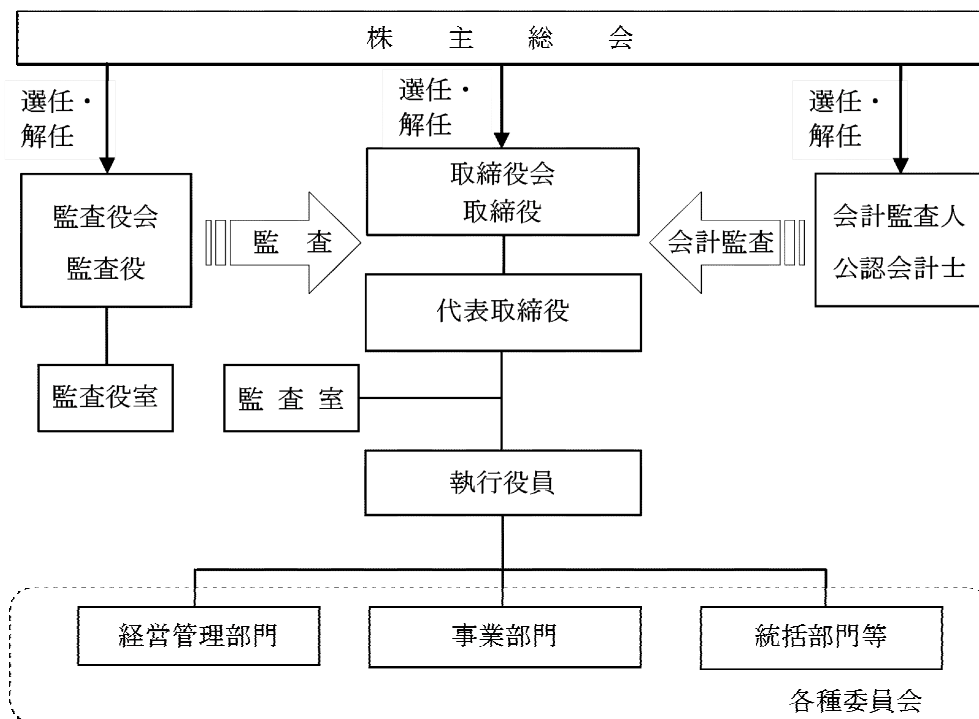 株主総会
選任・
解任
選任・
解任
選任・
解任
監査役会
監査役
監査
取締役会
取締役
会計監査
会計監査人
公認会計士
代表取締役
監査役室
監査室
執行役員
経営管理部門
事業部門
統括部門等
各種委員会